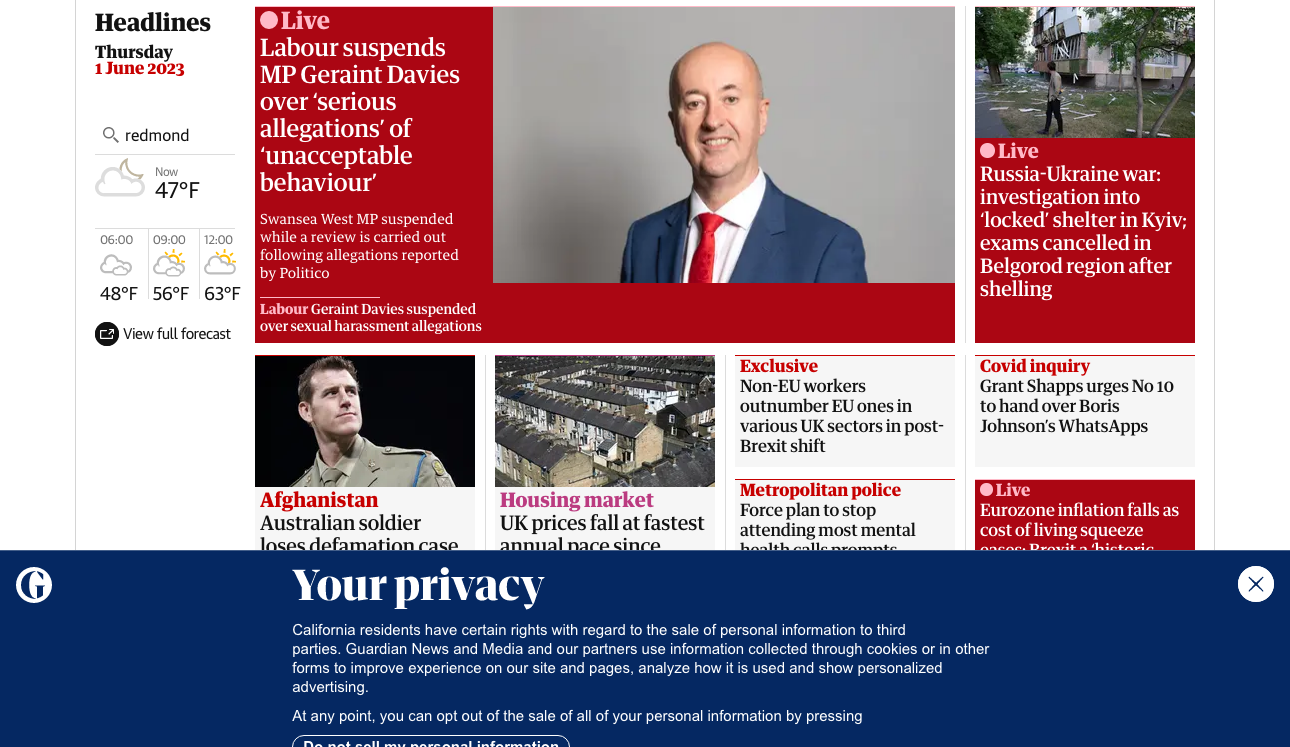 Headlines
Thursday
1 June 2023
redmond
Now
47°F
06:00
09:00
12:00
48°F
56°F
63°F
View full forecast
Live
Labour suspends
MP Geraint Davies
over ‘serious
allegations’ of
‘unacceptable
behaviour’
Swansea West MP suspended
while a review is carried out
following allegations reported
by Politico
Labour Geraint Davies suspended
over sexual harassment allegations
Live
Russia-Ukraine war:
investigation into
‘locked’ shelter in Kyiv;
exams cancelled in
Belgorod region after
shelling
Afghanistan
Australian soldier
loses defamation case
Housing market
UK prices fall at fastest
annual pace since
Exclusive
Non-EU workers
outnumber EU ones in
various UK sectors in post-
Brexit shift
Covid inquiry
Grant Shapps urges No 10
to hand over Boris
Johnson’s WhatsApps
Metropolitan police
Force plan to stop
attending most mental
health calls prompts
Live
Eurozone inflation falls as
cost of living squeeze
eases; Brexit a ‘historic
Your privacy
California residents have certain rights with regard to the sale of personal information to third
parties. Guardian News and Media and our partners use information collected through cookies or in other
forms to improve experience on our site and pages, analyze how it is used and show personalized
advertising.
At any point, you can opt out of the sale of all of your personal information by pressing
Do not sell my personal information